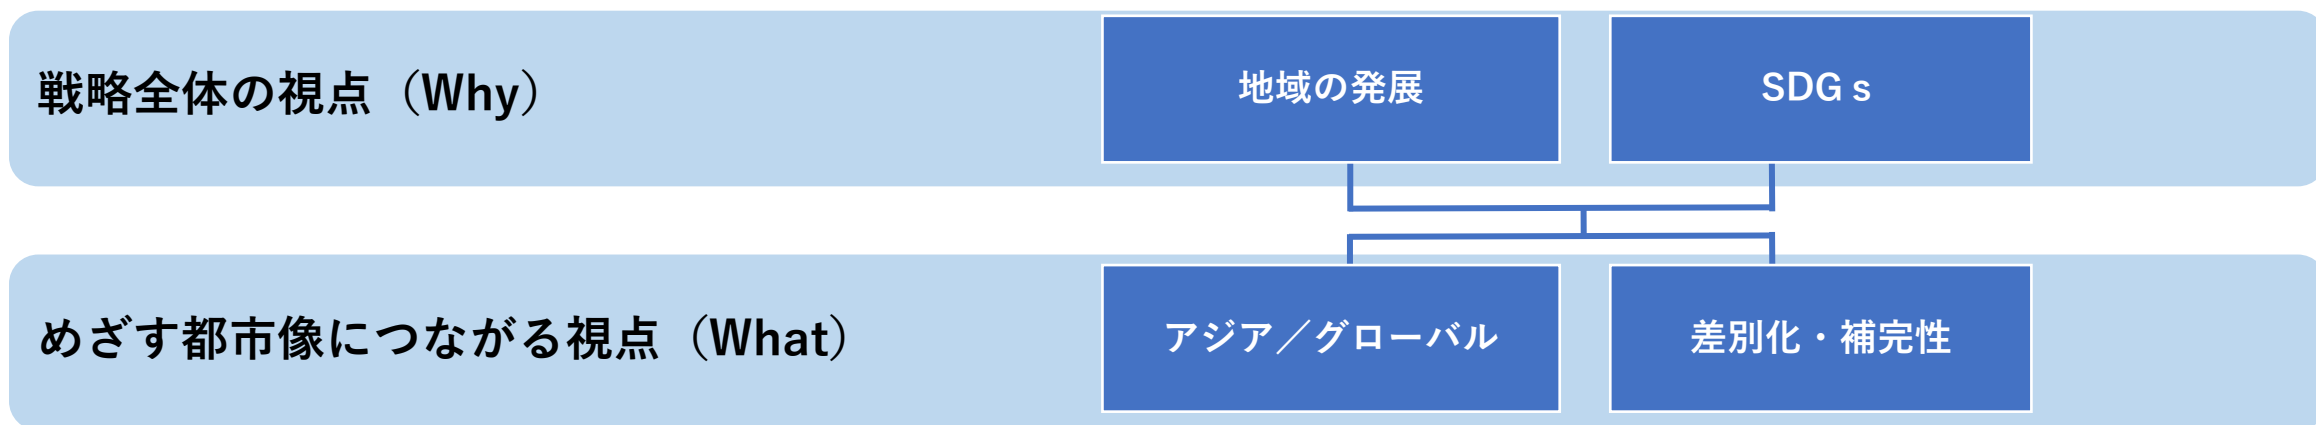 戦略全体の視点（Why）
地域の発展
SDGｓ
めざす都市像につながる視点（What）
アジア／グローバル
差別化・補完性